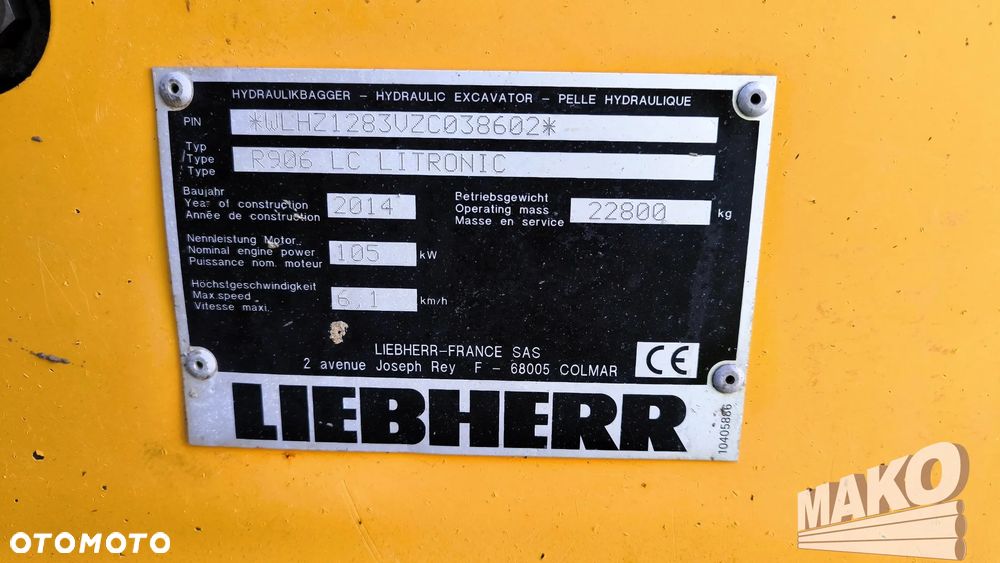 HYDRAULIKBAGGER – HYDRAULIC EXCAVATOR – PELLE HYDRAULIQUE
PIN *WLHZ1283VZC038602*
Typ
Type
Type
R906 LC LITRONIC
Baujahr
Year of construction
Année de construction
2014
Betriebsgewicht
Operating mass
Masse en service
22800 kg
Nennleistung Motor
Nominal engine power
Puissance nom. moteur
105 kW
Höchstgeschwindigkeit
Max.speed
Vitesse maxi.
6,1 km/h
LIEBHERR-FRANCE SAS
2 avenue Joseph Rey F – 68005 COLMAR
CE
LIEBHERR
10405886
MAKO
OTOMOTO